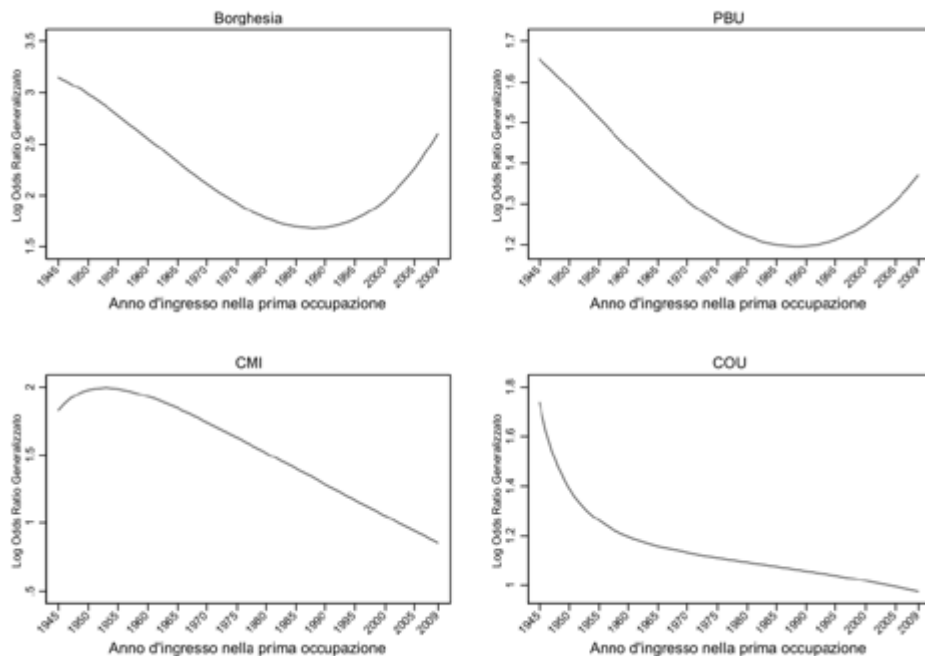 Borghesia
Log Odds Ratio Generalizzato
3.5
3
2.5
2
1.5
1945 1950 1955 1960 1965 1970 1975 1980 1985 1990 1995 2000 2005 2009
Anno d'ingresso nella prima occupazione
PBU
Log Odds Ratio Generalizzato
1.7
1.6
1.5
1.4
1.3
1.2
1945 1950 1955 1960 1965 1970 1975 1980 1985 1990 1995 2000 2005 2009
Anno d'ingresso nella prima occupazione
CMI
Log Odds Ratio Generalizzato
2
1.5
1
.5
1945 1950 1955 1960 1965 1970 1975 1980 1985 1990 1995 2000 2005 2009
Anno d'ingresso nella prima occupazione
COU
Log Odds Ratio Generalizzato
1.8
1.6
1.4
1.2
1
1945 1950 1955 1960 1965 1970 1975 1980 1985 1990 1995 2000 2005 2009
Anno d'ingresso nella prima occupazione